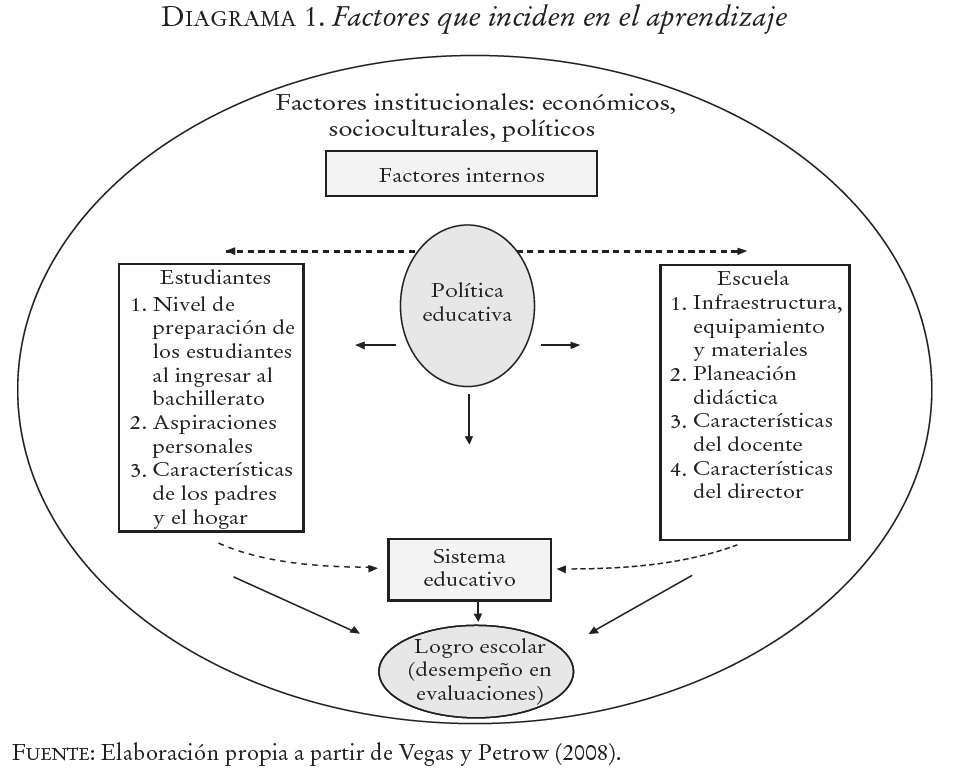 DIAGRAMA 1. Factores que inciden en el aprendizaje
Factores institucionales: económicos,
socioculturales, políticos
Factores internos
Política
educativa
Estudiantes
1. Nivel de
preparación de
los estudiantes
al ingresar al
bachillerato
2. Aspiraciones
personales
3. Característícas
de los padres
y el hogar
Escuela
1. Infraestructura,
equipamiento
y materiales
2. Planeación
didáctica
3. Característícas
del docente
4. Característícas
del director
Sistema
educativo
Logro escolar
(desempeño en
evaluaciones)
FUENTE: Elaboración propia a partir de Vegas y Petrow (2008).